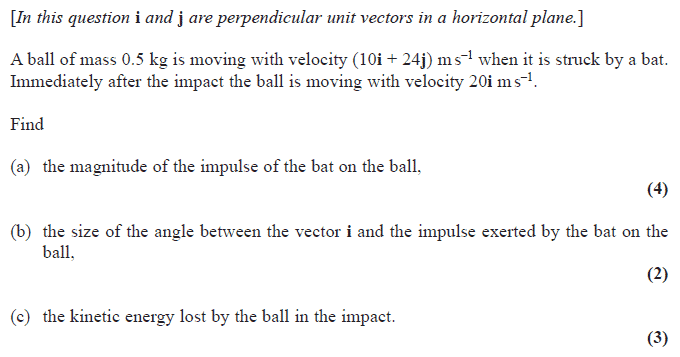 [In this question i and j are perpendicular unit vectors in a horizontal plane.]
A ball of mass 0.5 kg is moving with velocity (10i + 24j) m s⁻¹ when it is struck by a bat.
Immediately after the impact the ball is moving with velocity 20i m s⁻¹.
Find
(a) the magnitude of the impulse of the bat on the ball,
(4)
(b) the size of the angle between the vector i and the impulse exerted by the bat on the
ball,
(2)
(c) the kinetic energy lost by the ball in the impact.
(3)